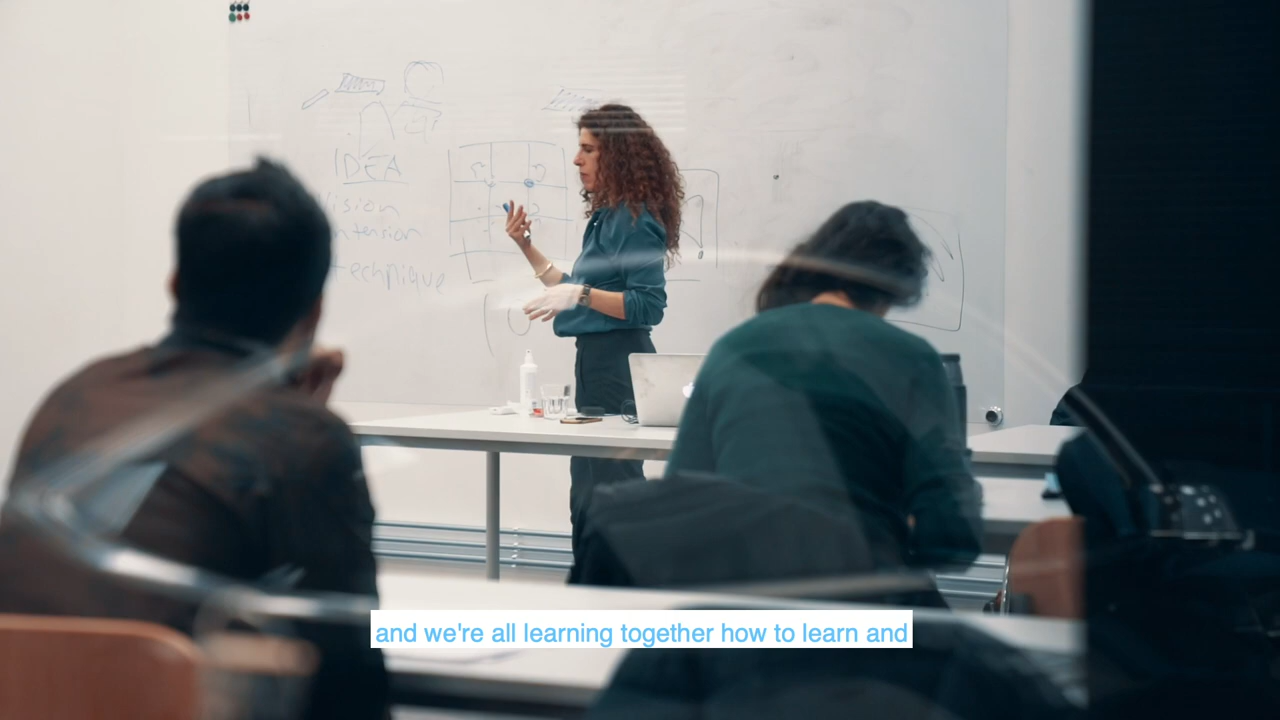 IDEA
Vision
Intension
technique
and we're all learning together how to learn and